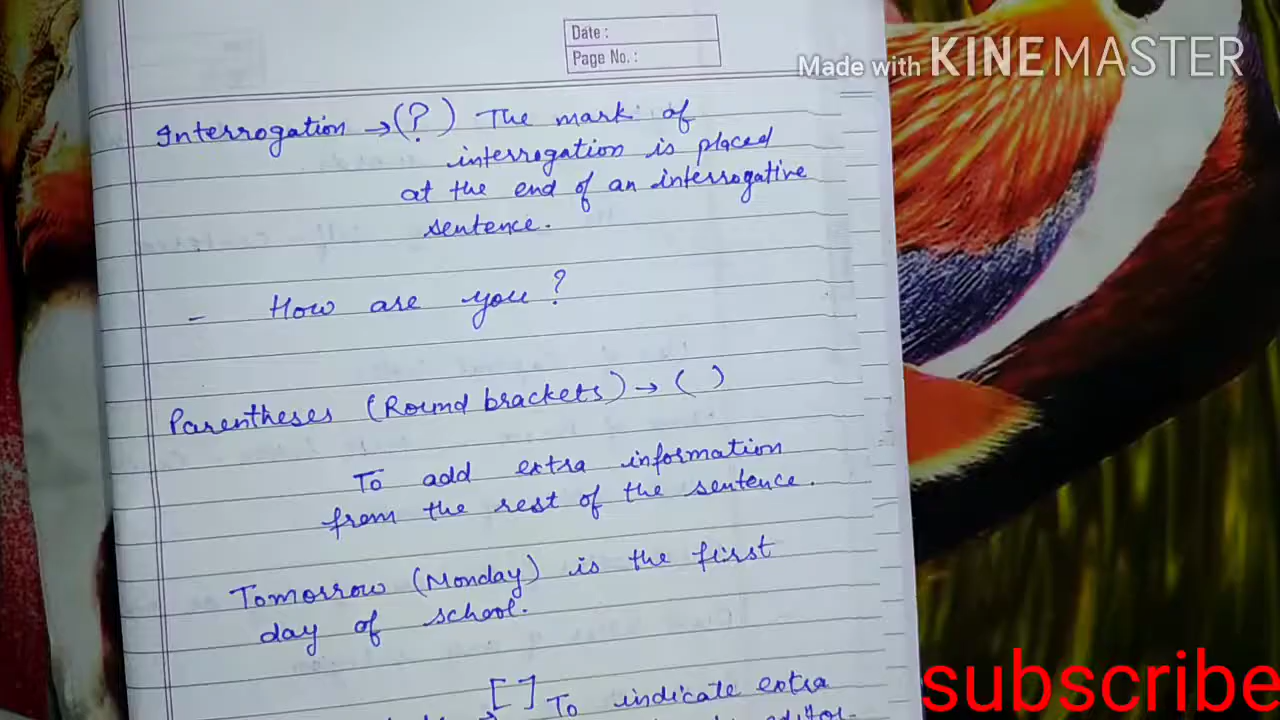 Date :
Page No. :
Made with KINEMASTER
Interrogation → (?) The mark of
interrogation is placed
at the end of an interrogative
sentence.
- How are you?
Parentheses (Round brackets) → ( )
To add extra information
from the rest of the sentence.
Tomorrow (Monday) is the first
day of school.
[ ] To indicate extra
editor.
subscribe